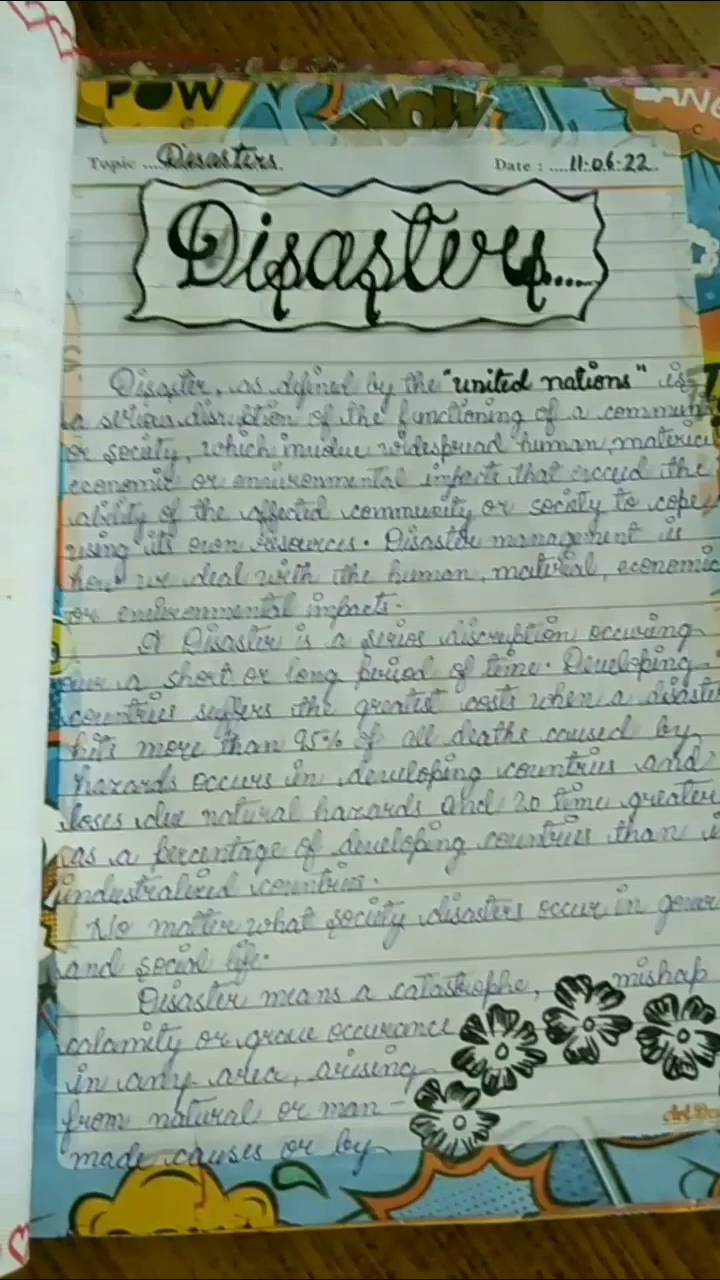 POW
WOW
BANG
Topic ....Disasters.
Date : ....11.06.22.
Disasters....
Disaster, as defined by the "united nations" is
a serious disruption of the functioning of a commun
or society, which involve widespread human, materia
economic or environmental impacts that exceed the
ability of the affected community or society to cope
using its own resources. Disaster management is
how we deal with the human, material, economic
or environmental impacts.
A Disaster is a series discruption occuring
over a short or long period of time. Developing
countries suffers the greatest costs when a disaster
hits more than 95% of all deaths caused by
hazards occurs in developing countries and
loses due natural hazards and 20 time greater
as a percentage of developing countries than i
industralized countries.
No matter what society disasters occur in gover
and social life.
Disaster means a catastrophe, mishap
calamity or grave occurance
in any area, arising
from natural or man-
made causes or by